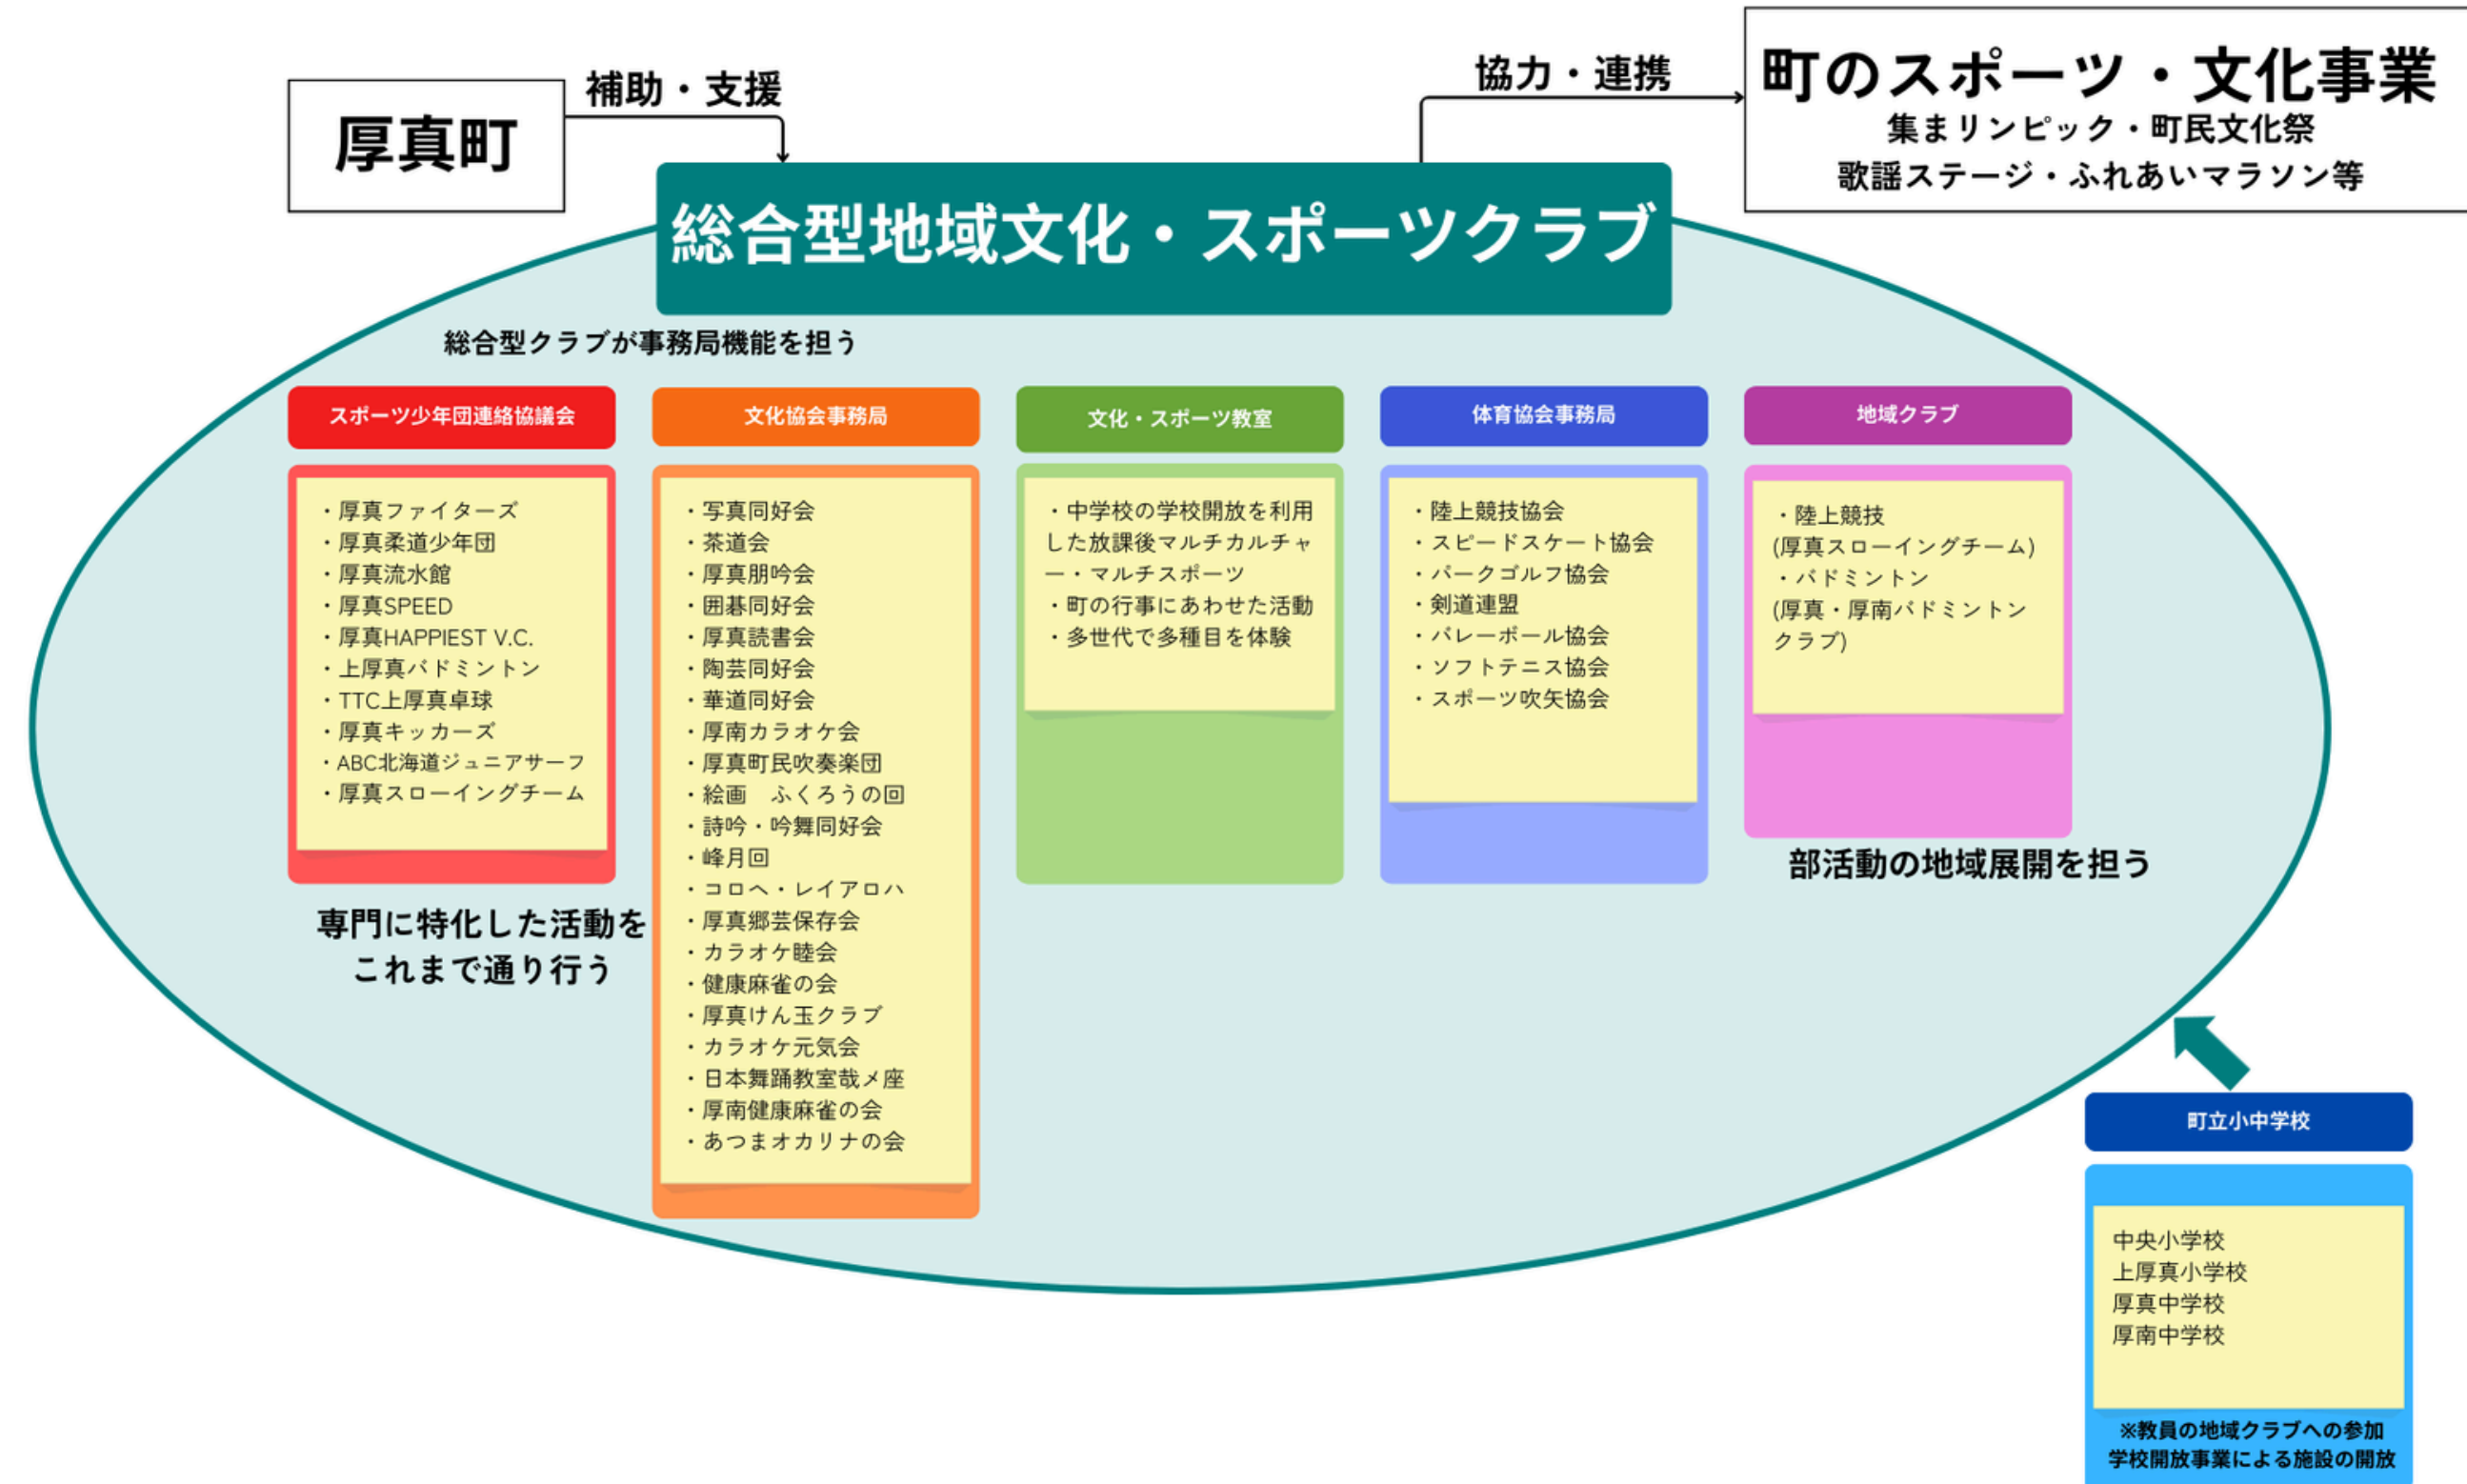 厚真町
補助・支援
協力・連携
町のスポーツ・文化事業
集まリンピック・町民文化祭
歌謡ステージ・ふれあいマラソン等
総合型地域文化・スポーツクラブ
総合型クラブが事務局機能を担う
スポーツ少年団連絡協議会
・厚真ファイターズ
・厚真柔道少年団
・厚真流水館
・厚真SPEED
・厚真HAPPIEST V.C.
・上厚真バドミントン
・TTC上厚真卓球
・厚真キッカーズ
・ABC北海道ジュニアサーフ
・厚真スローイングチーム
専門に特化した活動を
これまで通り行う
文化協会事務局
・写真同好会
・茶道会
・厚真朋吟会
・囲碁同好会
・厚真読書会
・陶芸同好会
・華道同好会
・厚南カラオケ会
・厚真町民吹奏楽団
・絵画　ふくろうの回
・詩吟・吟舞同好会
・峰月回
・コロヘ・レイアロハ
・厚真郷芸保存会
・カラオケ睦会
・健康麻雀の会
・厚真けん玉クラブ
・カラオケ元気会
・日本舞踊教室哉メ座
・厚南健康麻雀の会
・あつまオカリナの会
文化・スポーツ教室
・中学校の学校開放を利用
した放課後マルチカルチャ
ー・マルチスポーツ
・町の行事にあわせた活動
・多世代で多種目を体験
体育協会事務局
・陸上競技協会
・スピードスケート協会
・パークゴルフ協会
・剣道連盟
・バレーボール協会
・ソフトテニス協会
・スポーツ吹矢協会
地域クラブ
・陸上競技
(厚真スローイングチーム)
・バドミントン
(厚真・厚南バドミントン
クラブ)
部活動の地域展開を担う
町立小中学校
中央小学校
上厚真小学校
厚真中学校
厚南中学校
※教員の地域クラブへの参加
学校開放事業による施設の開放